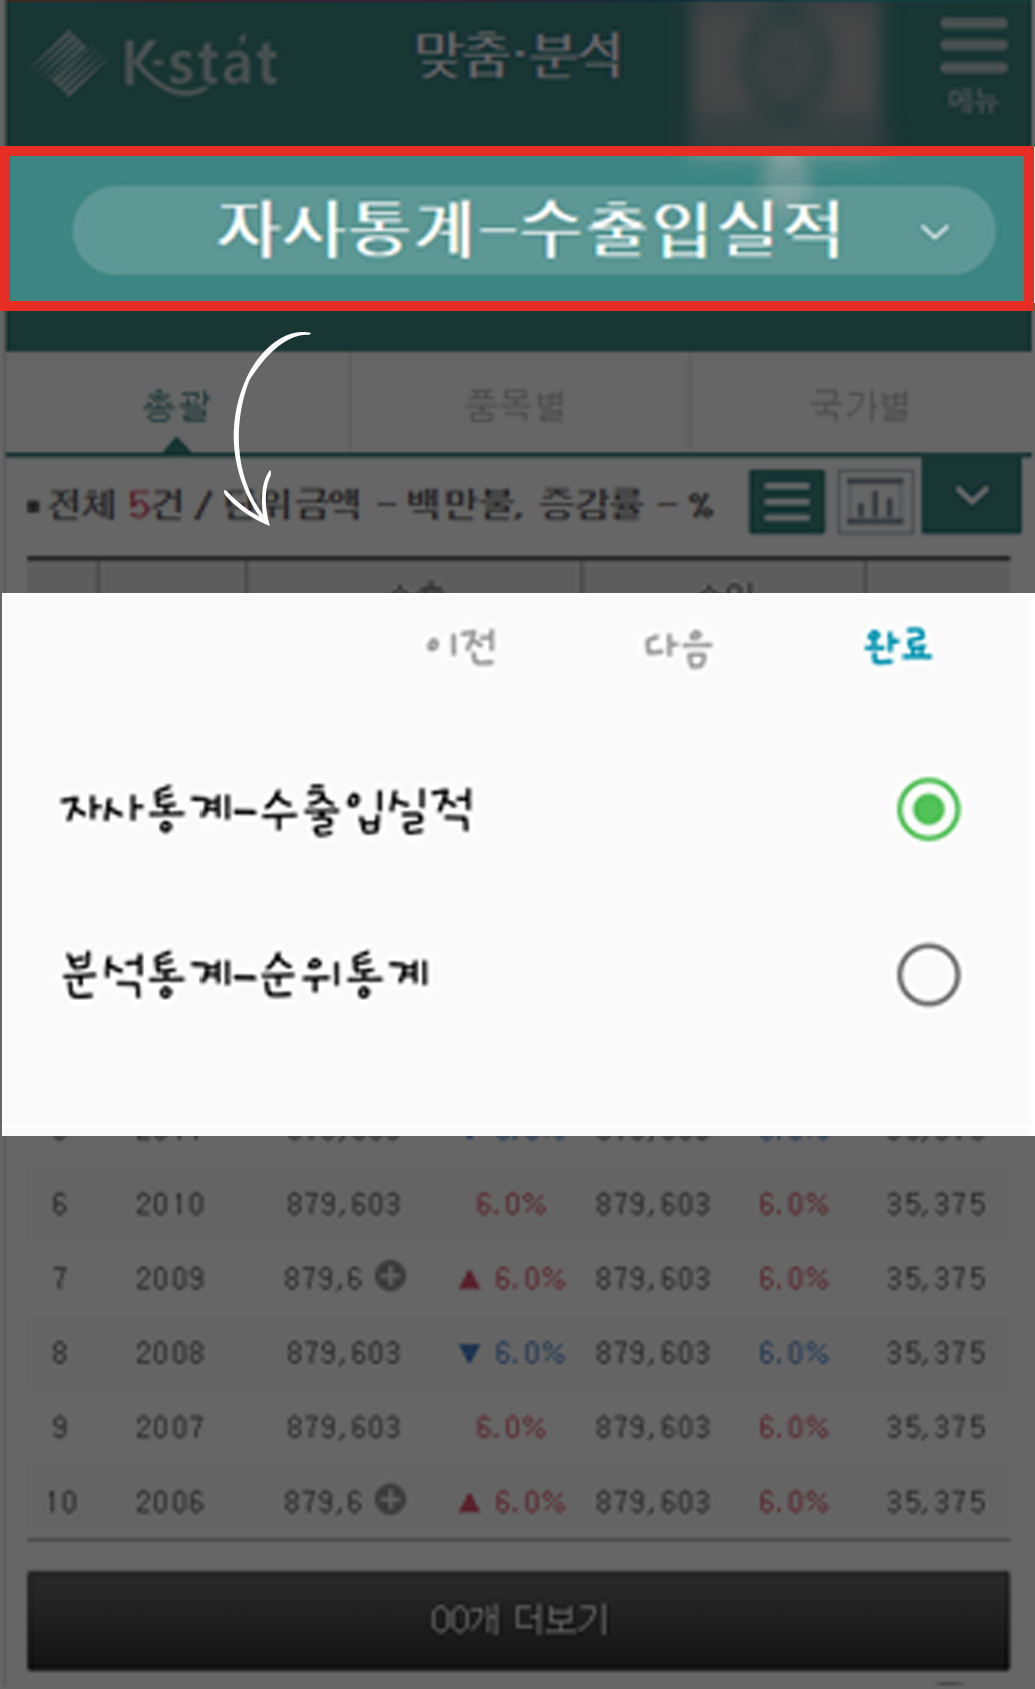 K-stat 맞춤·분석 메뉴
자사통계-수출입실적
총괄 품목별 국가별
전체 5건 / 단위금액 - 백만불, 증감률 - %
이전 다음 완료
자사통계-수출입실적
분석통계-순위통계
6 2010 879,603 6.0% 879,603 6.0% 35,375
7 2009 879,6 ▲ 6.0% 879,603 6.0% 35,375
8 2008 879,603 ▼ 6.0% 879,603 6.0% 35,375
9 2007 879,603 6.0% 879,603 6.0% 35,375
10 2006 879,6 ▲ 6.0% 879,603 6.0% 35,375
00개 더보기